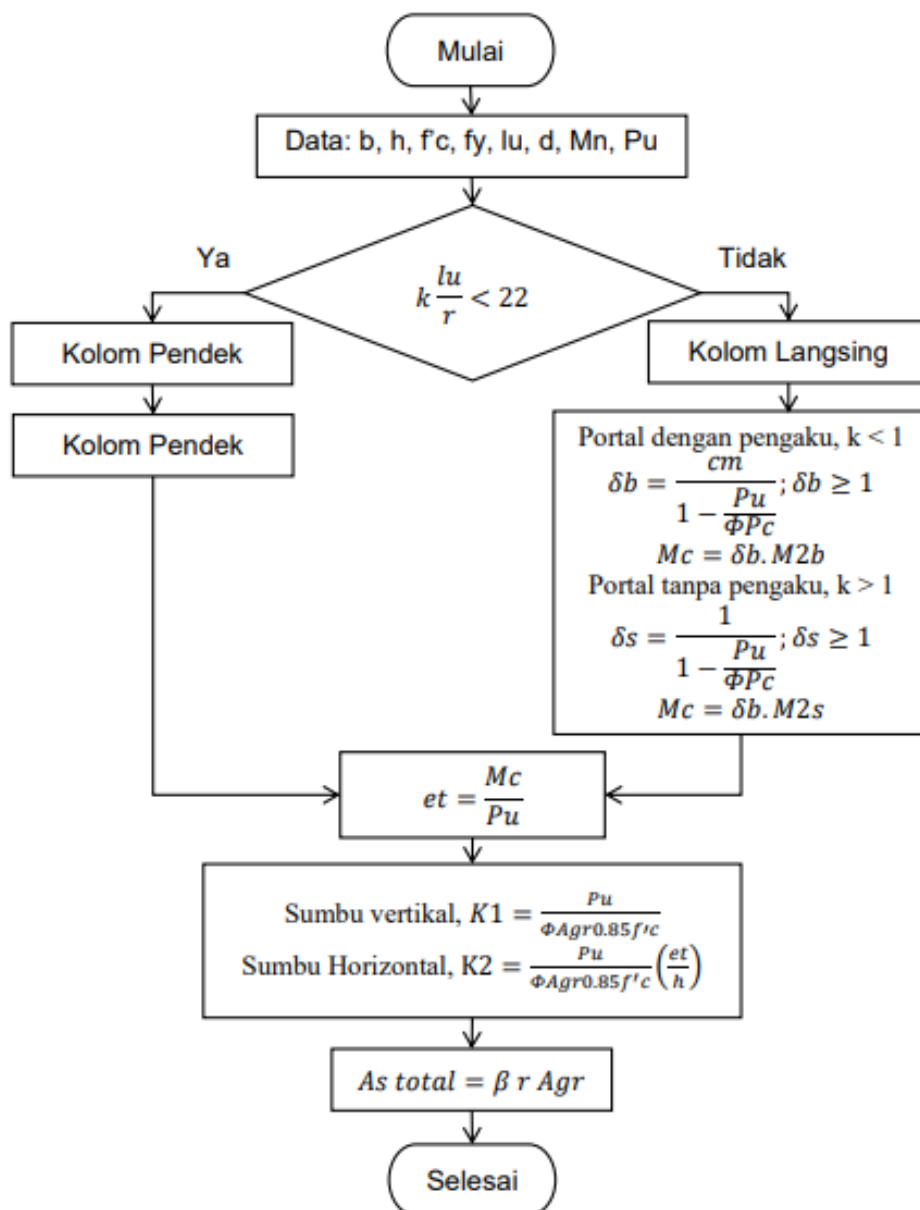 Mulai
Data: b, h, f'c, fy, lu, d, Mn, Pu
Ya
Tidak
k lu/r < 22
Kolom Pendek
Kolom Langsing
Kolom Pendek
Portal dengan pengaku, k < 1
δb = cm / (1 − Pu/ΦPc) ; δb ≥ 1
Mc = δb. M2b
Portal tanpa pengaku, k > 1
δs = 1 / (1 − Pu/ΦPc) ; δs ≥ 1
Mc = δb. M2s
et = Mc/Pu
Sumbu vertikal, K1 = Pu / ΦAgr0.85f'c
Sumbu Horizontal, K2 = Pu / ΦAgr0.85f'c (et/h)
As total = β r Agr
Selesai